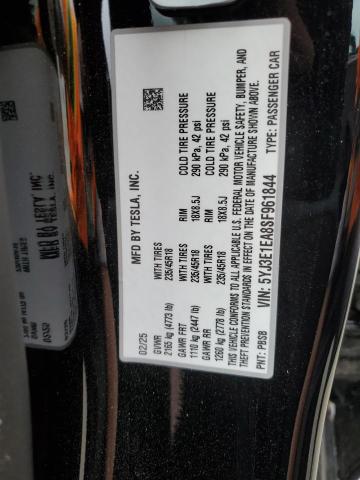 MFD BY TESLA, INC.
02/25
GVWR
2165 kg (4773 lb)
WITH TIRES
235/45R18
RIM
18X8.5J
COLD TIRE PRESSURE
290 kPa, 42 psi
GAWR FRT
1110 kg (2447 lb)
WITH TIRES
235/45R18
RIM
18X8.5J
COLD TIRE PRESSURE
290 kPa, 42 psi
GAWR RR
1260 kg (2778 lb)
WITH TIRES
235/45R18
RIM
18X8.5J
COLD TIRE PRESSURE
290 kPa, 42 psi
THIS VEHICLE CONFORMS TO ALL APPLICABLE U.S. FEDERAL MOTOR VEHICLE SAFETY, BUMPER, AND
THEFT PREVENTION STANDARDS IN EFFECT ON THE DATE OF MANUFACTURE SHOWN ABOVE.
VIN: 5YJ3E1EA8SF961844
PNT: PBSB TYPE: PASSENGER CAR